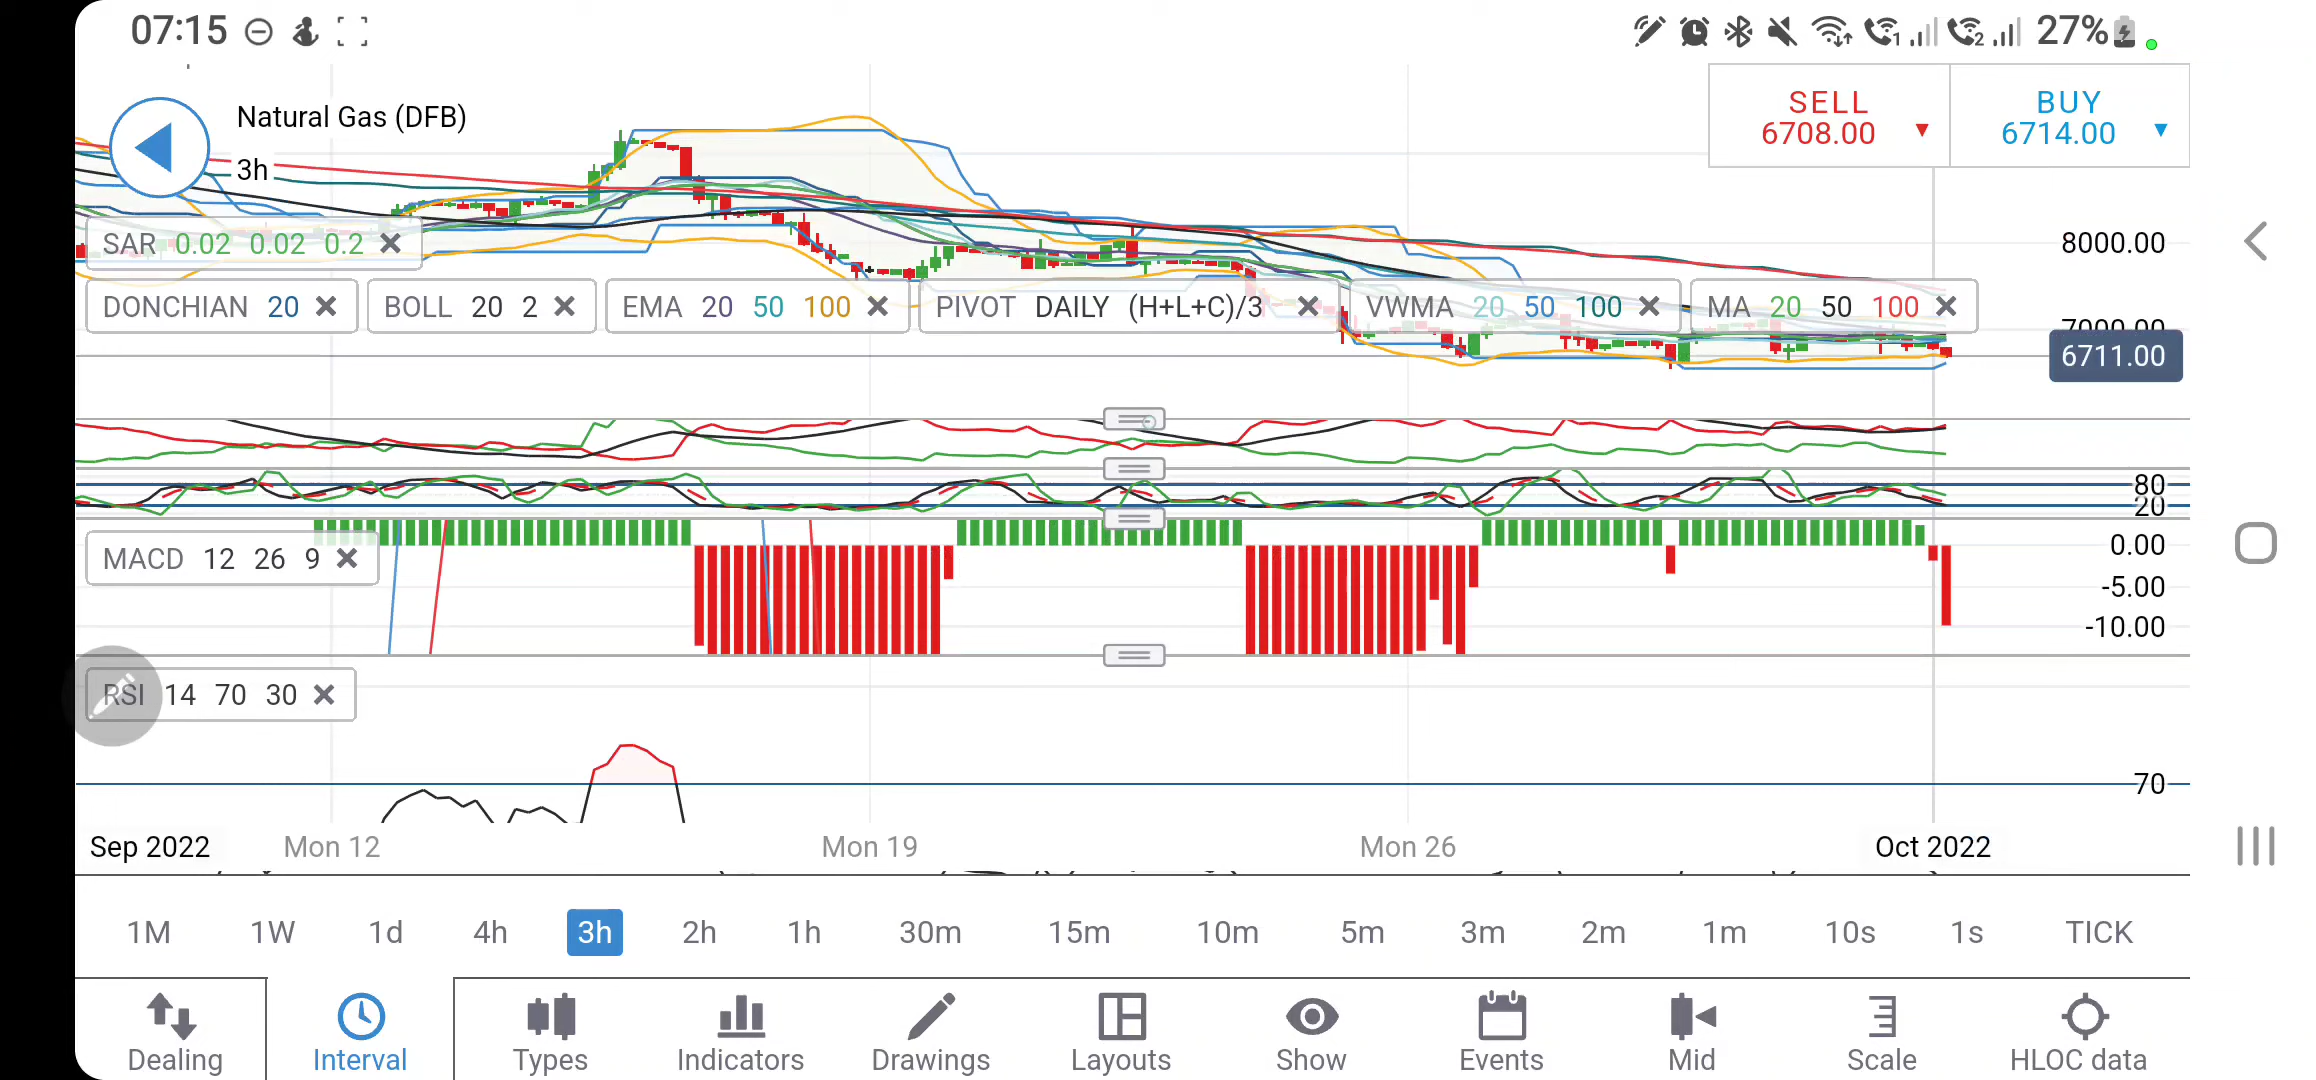 07:15
1
2
27%
Natural Gas (DFB)
3h
SELL
6708.00
BUY
6714.00
SAR 0.02 0.02 0.2
DONCHIAN 20
BOLL 20 2
EMA 20 50 100
PIVOT DAILY (H+L+C)/3
VWMA 20 50 100
MA 20 50 100
8000.00
7000.00
6711.00
80
20
MACD 12 26 9
0.00
-5.00
-10.00
RSI 14 70 30
70
Sep 2022 Mon 12 Mon 19 Mon 26 Oct 2022
1M 1W 1d 4h 3h 2h 1h 30m 15m 10m 5m 3m 2m 1m 10s 1s TICK
Dealing Interval Types Indicators Drawings Layouts Show Events Mid Scale HLOC data